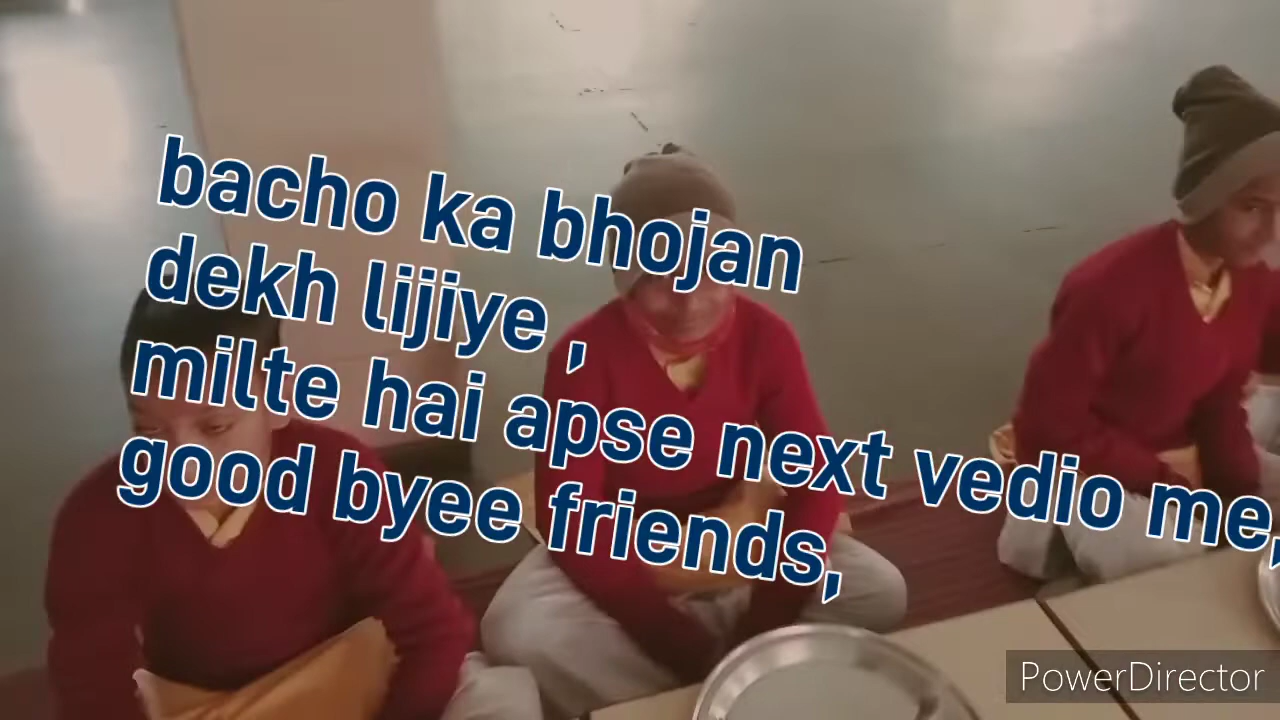 bacho ka bhojan
dekh lijiye ,
milte hai apse next vedio me,
good byee friends,
PowerDirector